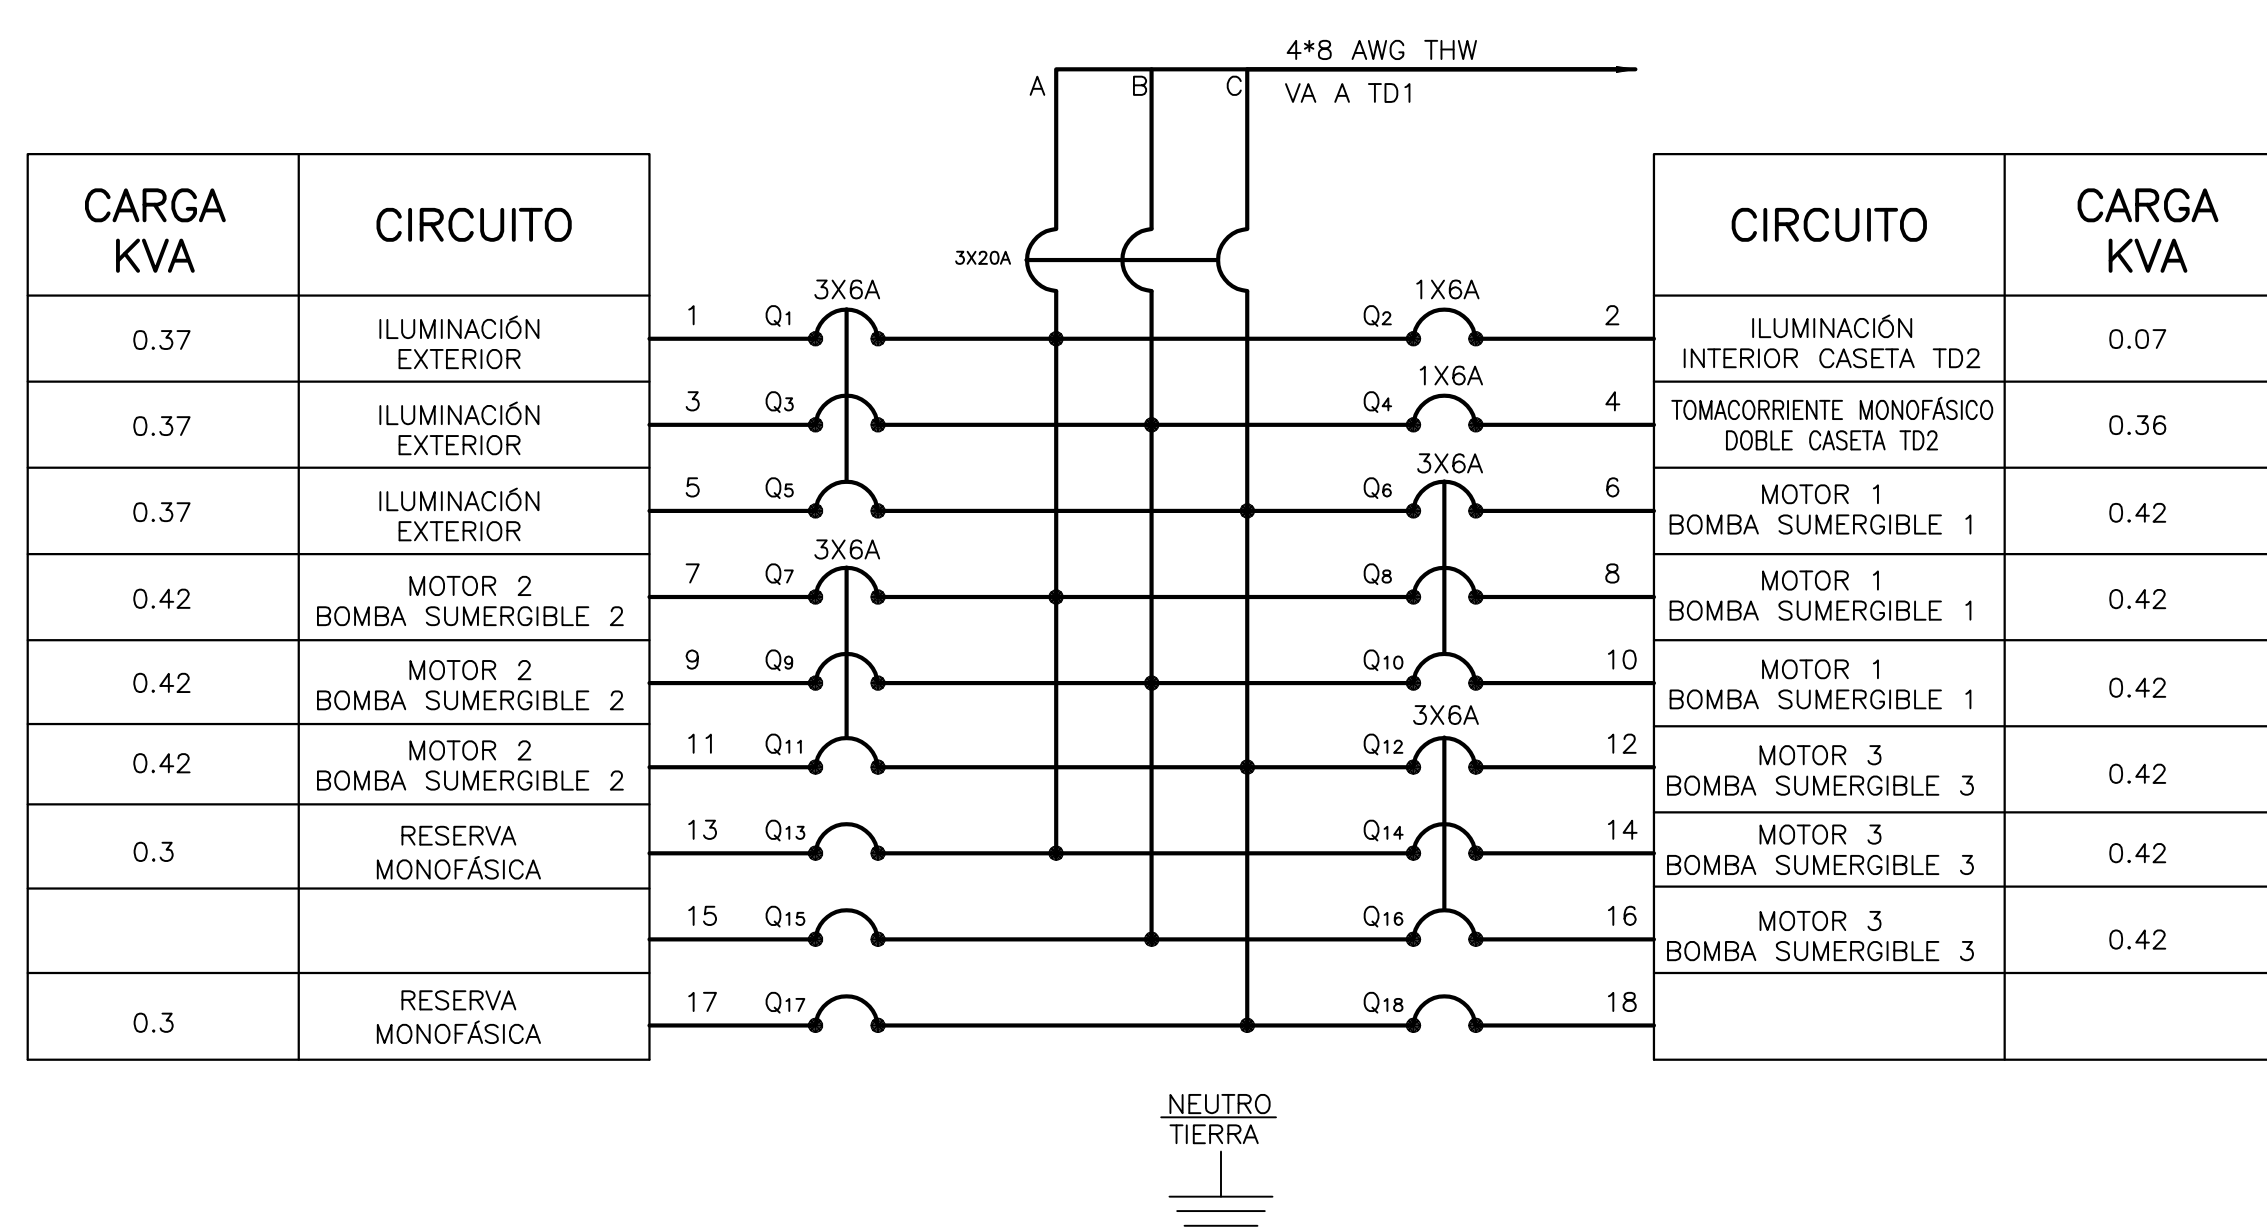 4*8 AWG THW
A B C VA A TD1
CARGA
KVA
CIRCUITO
CIRCUITO
CARGA
KVA
3X20A
0.37
ILUMINACIÓN
EXTERIOR
1 Q1 3X6A
Q2 1X6A 2
ILUMINACIÓN
INTERIOR CASETA TD2
0.07
0.37
ILUMINACIÓN
EXTERIOR
3 Q3
Q4 1X6A 4
TOMACORRIENTE MONOFÁSICO
DOBLE CASETA TD2
0.36
0.37
ILUMINACIÓN
EXTERIOR
5 Q5
Q6 3X6A 6
MOTOR 1
BOMBA SUMERGIBLE 1
0.42
0.42
MOTOR 2
BOMBA SUMERGIBLE 2
7 Q7 3X6A
Q8 8
MOTOR 1
BOMBA SUMERGIBLE 1
0.42
0.42
MOTOR 2
BOMBA SUMERGIBLE 2
9 Q9
Q10 10
MOTOR 1
BOMBA SUMERGIBLE 1
0.42
0.42
MOTOR 2
BOMBA SUMERGIBLE 2
11 Q11
Q12 3X6A 12
MOTOR 3
BOMBA SUMERGIBLE 3
0.42
0.3
RESERVA
MONOFÁSICA
13 Q13
Q14 14
MOTOR 3
BOMBA SUMERGIBLE 3
0.42
15 Q15
Q16 16
MOTOR 3
BOMBA SUMERGIBLE 3
0.42
0.3
RESERVA
MONOFÁSICA
17 Q17
Q18 18
NEUTRO
TIERRA